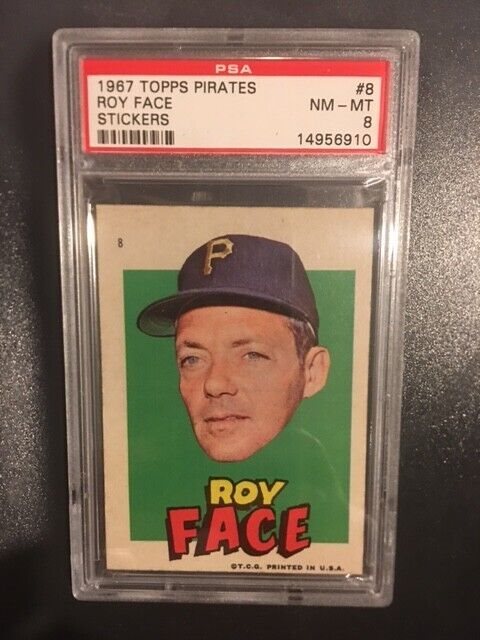 PSA
1967 TOPPS PIRATES #8
ROY FACE NM - MT
STICKERS 8
14956910
8
P
ROY
FACE
©T.C.G. PRINTED IN U.S.A.